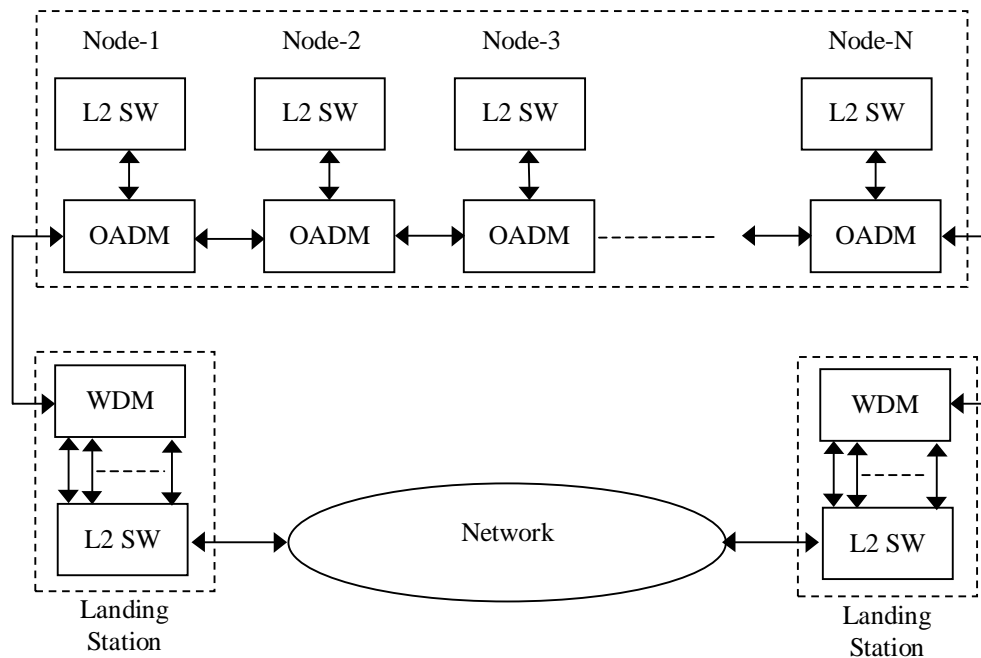 Node-1 Node-2 Node-3 Node-N
L2 SW L2 SW L2 SW L2 SW
OADM OADM OADM OADM
WDM WDM
L2 SW Network L2 SW
Landing Station
Landing Station